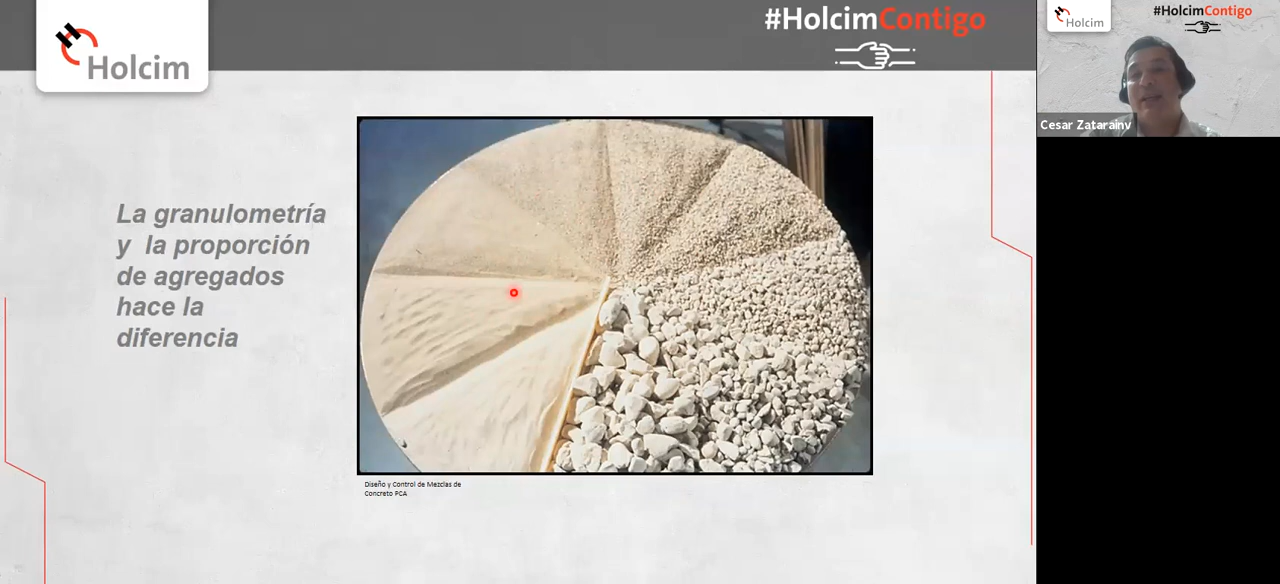 Holcim
#HolcimContigo
La granulometría
y la proporción
de agregados
hace la
diferencia
Diseño y Control de Mezclas de
Concreto PCA
Holcim
#HolcimContigo
Cesar Zatarainv